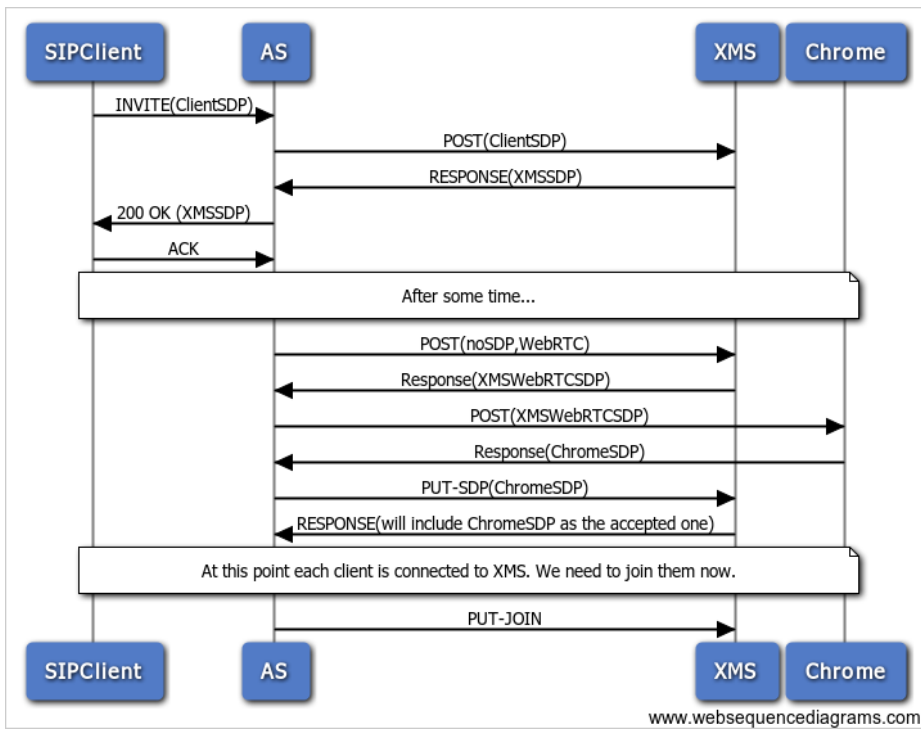 SIPClient AS XMS Chrome
INVITE(ClientSDP)
POST(ClientSDP)
RESPONSE(XMSSDP)
200 OK (XMSSDP)
ACK
After some time...
POST(noSDP,WebRTC)
Response(XMSWebRTCSDP)
POST(XMSWebRTCSDP)
Response(ChromeSDP)
PUT-SDP(ChromeSDP)
RESPONSE(will include ChromeSDP as the accepted one)
At this point each client is connected to XMS. We need to join them now.
PUT-JOIN
SIPClient AS XMS Chrome
www.websequencediagrams.com